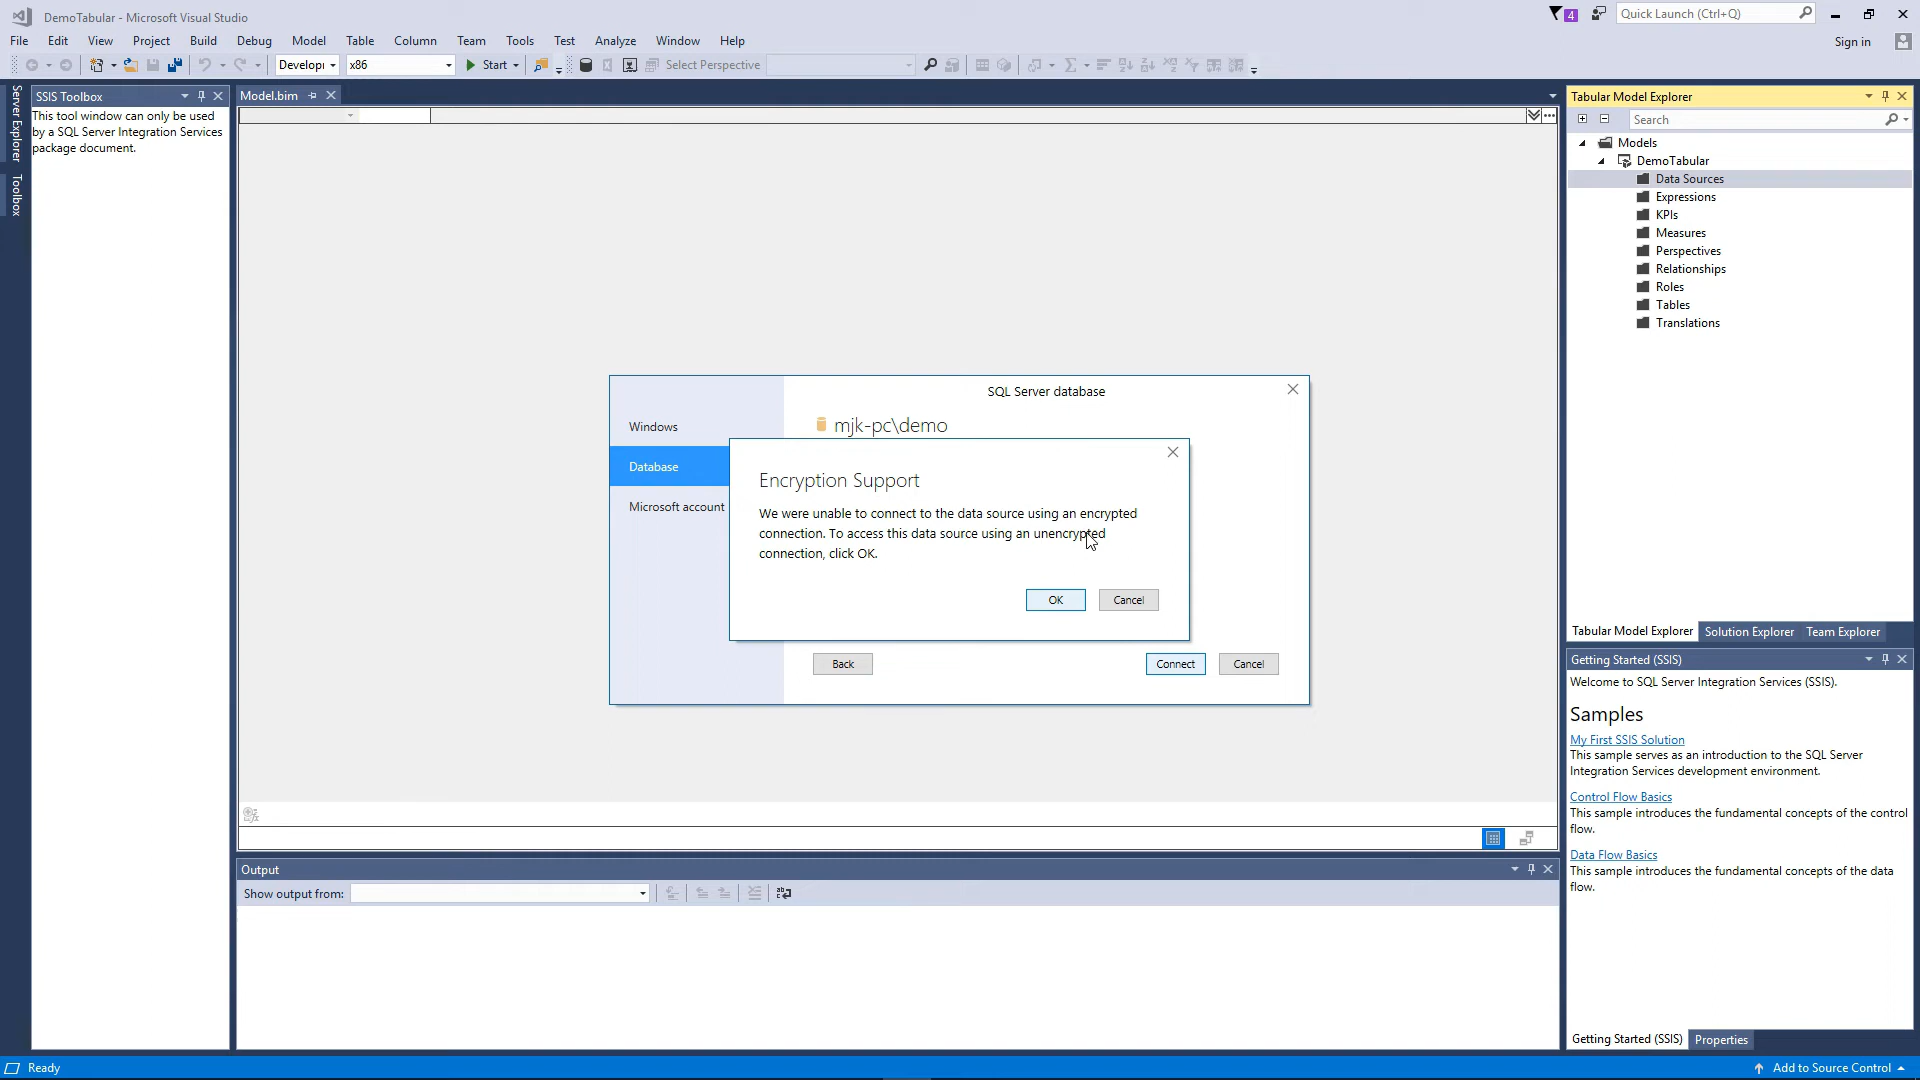 DemoTabular - Microsoft Visual Studio
4
Quick Launch (Ctrl+Q)
File Edit View Project Build Debug Model Table Column Team Tools Test Analyze Window Help
Sign in
Developi x86 Start Select Perspective
Server Explorer
Toolbox
SSIS Toolbox
This tool window can only be used
by a SQL Server Integration Services
package document.
Model.bim
SQL Server database
Windows
Database
Microsoft account
mjk-pc\demo
Encryption Support
We were unable to connect to the data source using an encrypted
connection. To access this data source using an unencrypted
connection, click OK.
OK Cancel
Back Connect Cancel
Output
Show output from:
Tabular Model Explorer
Search
Models
DemoTabular
Data Sources
Expressions
KPIs
Measures
Perspectives
Relationships
Roles
Tables
Translations
Tabular Model Explorer Solution Explorer Team Explorer
Getting Started (SSIS)
Welcome to SQL Server Integration Services (SSIS).
Samples
My First SSIS Solution
This sample serves as an introduction to the SQL Server
Integration Services development environment.
Control Flow Basics
This sample introduces the fundamental concepts of the control
flow.
Data Flow Basics
This sample introduces the fundamental concepts of the data
flow.
Getting Started (SSIS) Properties
Ready
Add to Source Control